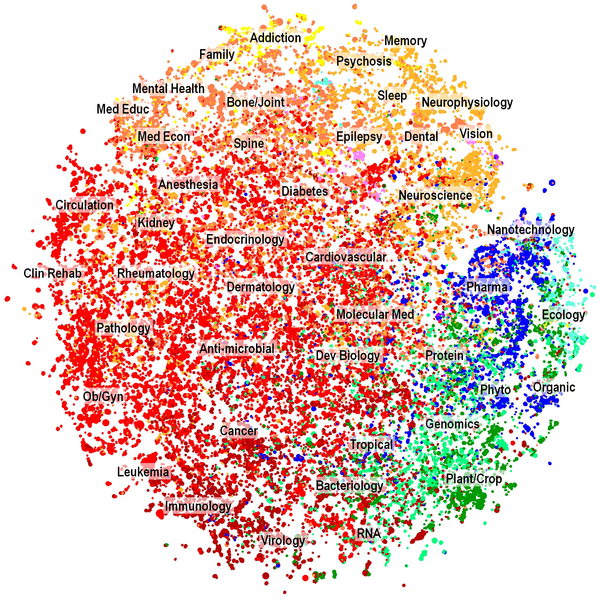 Addiction
Memory
Family
Psychosis
Mental Health
Sleep
Bone/Joint
Neurophysiology
Med Educ
Med Econ
Spine
Epilepsy
Dental
Vision
Anesthesia
Diabetes
Neuroscience
Circulation
Kidney
Nanotechnology
Endocrinology
Cardiovascular
Clin Rehab
Rheumatology
Dermatology
Pharma
Molecular Med
Ecology
Pathology
Anti-microbial
Dev Biology
Protein
Ob/Gyn
Phyto
Organic
Genomics
Cancer
Tropical
Leukemia
Bacteriology
Plant/Crop
Immunology
Virology
RNA